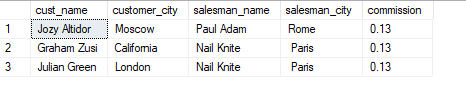 cust_name customer_city salesman_name salesman_city commission
1 Jozy Altidor Moscow Paul Adam Rome 0.13
2 Graham Zusi California Nail Knite Paris 0.13
3 Julian Green London Nail Knite Paris 0.13